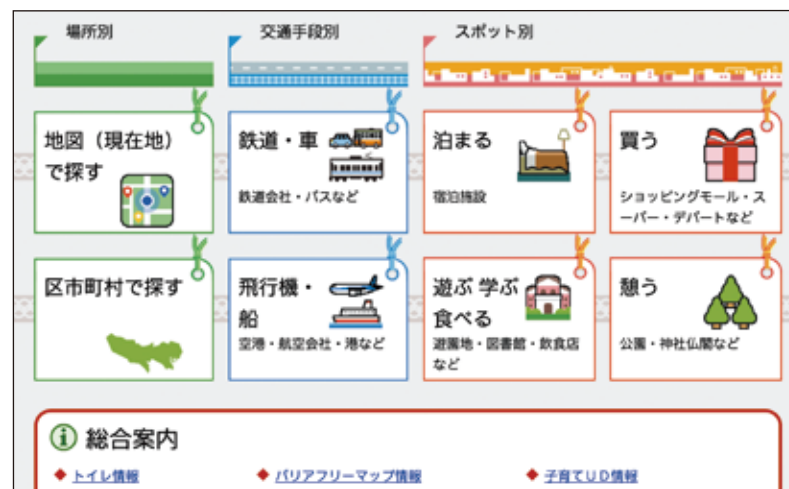 場所別
交通手段別
スポット別
地図（現在地）
で探す
鉄道・車
鉄道会社・バスなど
泊まる
宿泊施設
買う
ショッピングモール・ス
ーパー・デパートなど
区市町村で探す
飛行機・
船
空港・航空会社・港など
遊ぶ 学ぶ
食べる
遊園地・図書館・飲食店
など
憩う
公園・神社仏閣など
総合案内
トイレ情報
バリアフリーマップ情報
子育てＵＤ情報